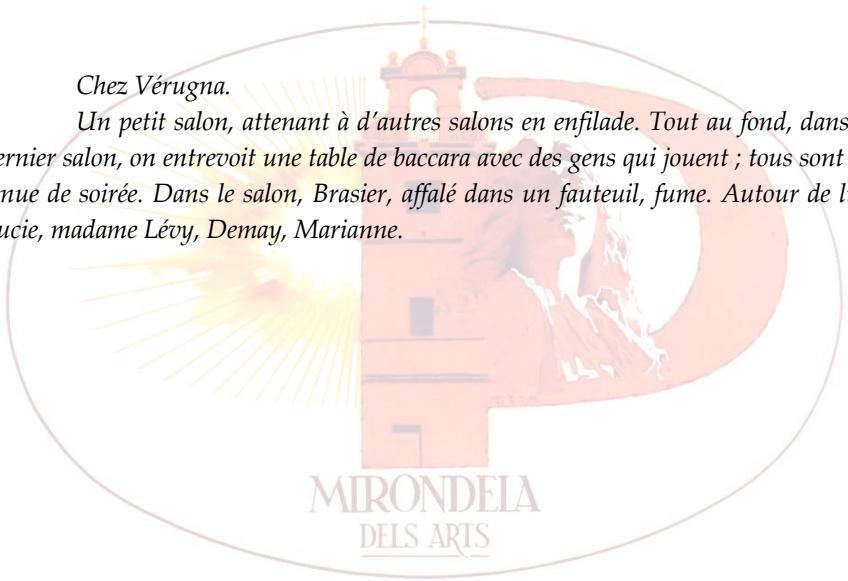 Chez Vérugna.
Un petit salon, attenant à d'autres salons en enfilade. Tout au fond, dans
ernier salon, on entrevoit une table de baccara avec des gens qui jouent ; tous sont
nue de soirée. Dans le salon, Brasier, affalé dans un fauteuil, fume. Autour de
ucie, madame Lévy, Demay, Marianne.
MIRONDELA
DELS ARTS